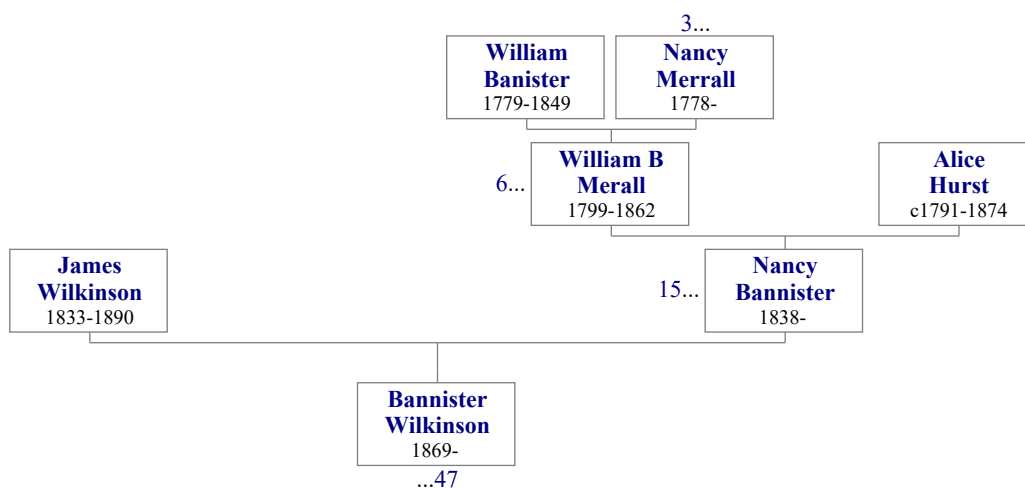 3...
William
Banister
1779-1849
Nancy
Merrall
1778-
6...
William B
Merall
1799-1862
Alice
Hurst
c1791-1874
James
Wilkinson
1833-1890
15...
Nancy
Bannister
1838-
Bannister
Wilkinson
1869-
...47